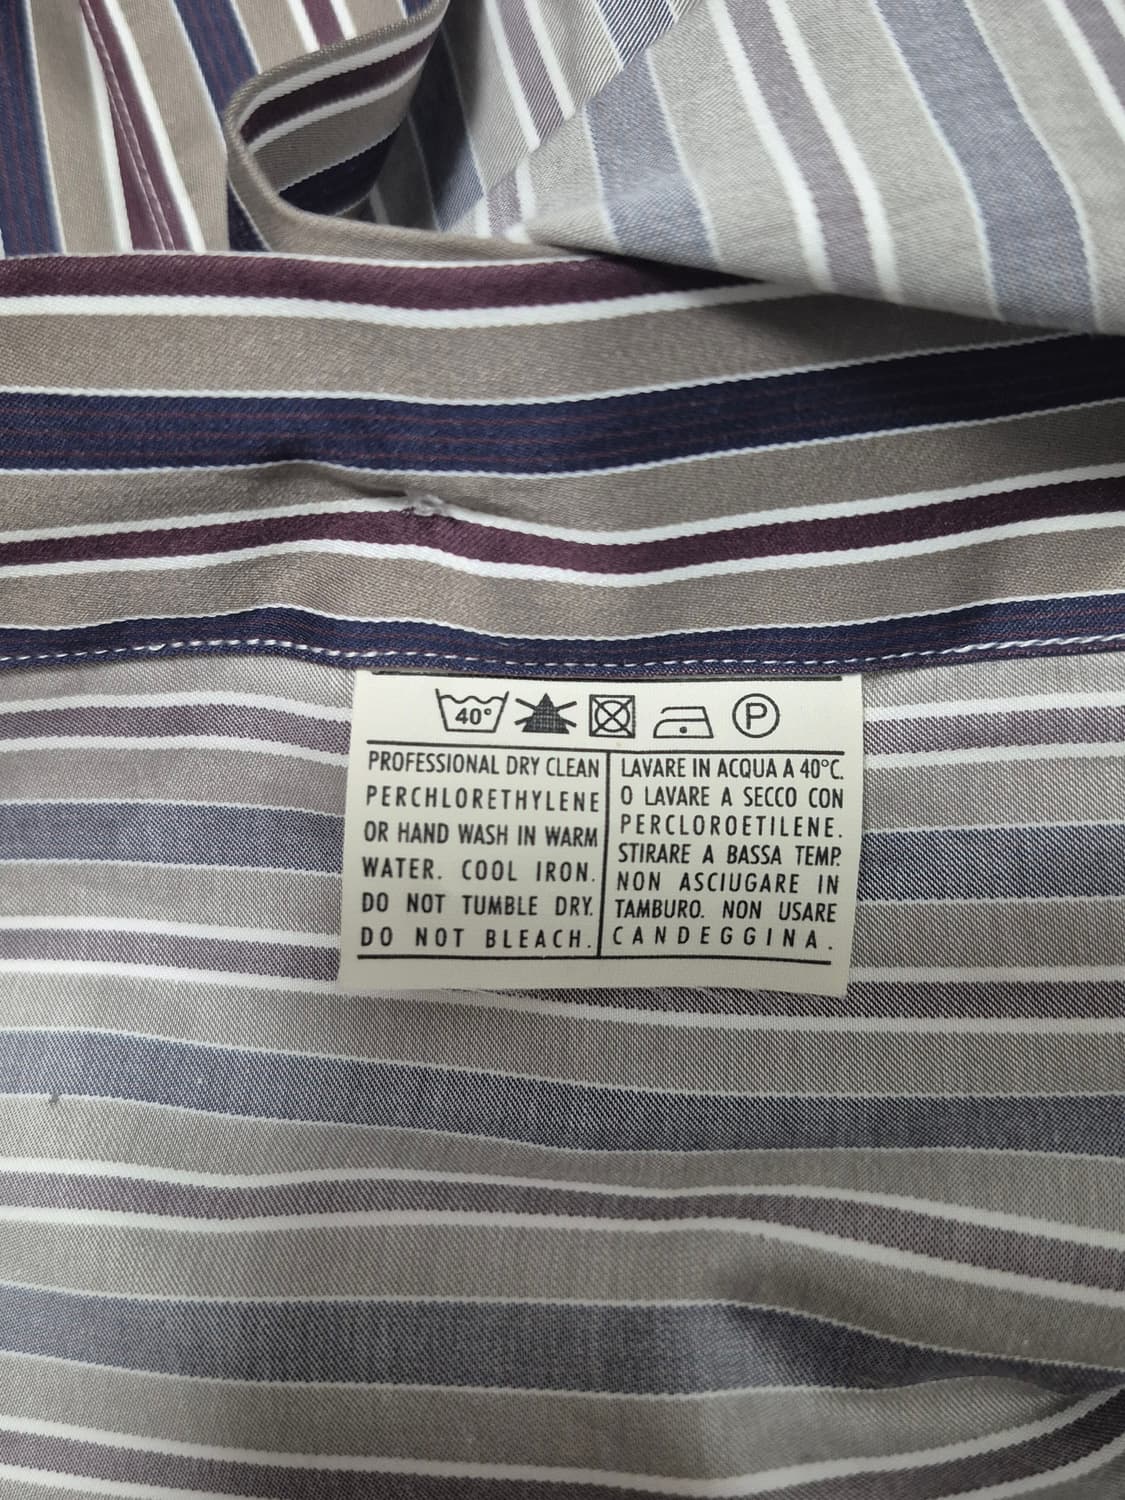 40°
P
PROFESSIONAL DRY CLEAN
PERCHLORETHYLENE
OR HAND WASH IN WARM
WATER. COOL IRON.
DO NOT TUMBLE DRY.
DO NOT BLEACH.
LAVARE IN ACQUA A 40°C.
O LAVARE A SECCO CON
PERCLOROETILENE.
STIRARE A BASSA TEMP.
NON ASCIUGARE IN
TAMBURO. NON USARE
CANDEGGINA.